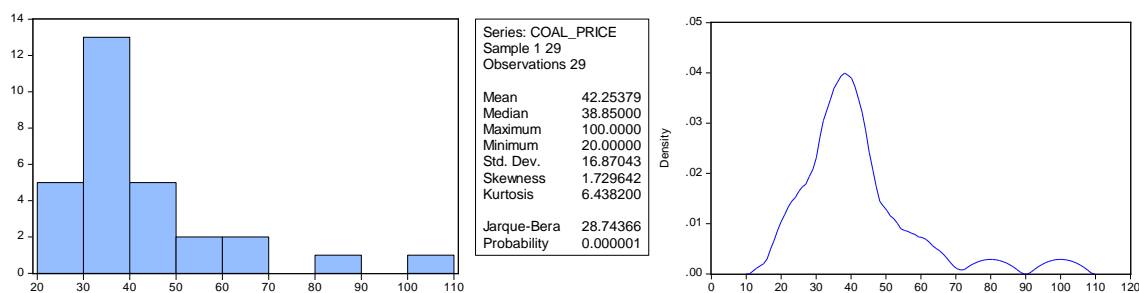 14
12
10
8
6
4
2
0
20 30 40 50 60 70 80 90 100 110
Series: COAL_PRICE
Sample 1 29
Observations 29
Mean 42.25379
Median 38.85000
Maximum 100.0000
Minimum 20.00000
Std. Dev. 16.87043
Skewness 1.729642
Kurtosis 6.438200
Jarque-Bera 28.74366
Probability 0.000001
.05
.04
.03
.02
.01
.00
Density
0 10 20 30 40 50 60 70 80 90 100 110 120